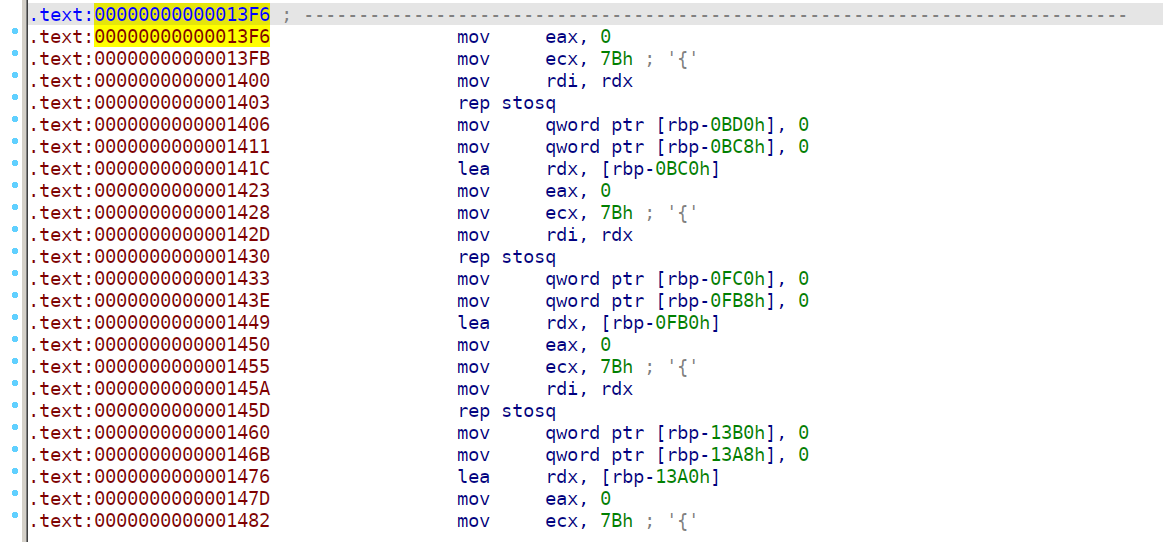 .text:00000000000013F6 ; ---------------------------------------------------------------------------
.text:00000000000013F6                 mov     eax, 0
.text:00000000000013FB                 mov     ecx, 7Bh ; '{'
.text:0000000000001400                 mov     rdi, rdx
.text:0000000000001403                 rep stosq
.text:0000000000001406                 mov     qword ptr [rbp-0BD0h], 0
.text:0000000000001411                 mov     qword ptr [rbp-0BC8h], 0
.text:000000000000141C                 lea     rdx, [rbp-0BC0h]
.text:0000000000001423                 mov     eax, 0
.text:0000000000001428                 mov     ecx, 7Bh ; '{'
.text:000000000000142D                 mov     rdi, rdx
.text:0000000000001430                 rep stosq
.text:0000000000001433                 mov     qword ptr [rbp-0FC0h], 0
.text:000000000000143E                 mov     qword ptr [rbp-0FB8h], 0
.text:0000000000001449                 lea     rdx, [rbp-0FB0h]
.text:0000000000001450                 mov     eax, 0
.text:0000000000001455                 mov     ecx, 7Bh ; '{'
.text:000000000000145A                 mov     rdi, rdx
.text:000000000000145D                 rep stosq
.text:0000000000001460                 mov     qword ptr [rbp-13B0h], 0
.text:000000000000146B                 mov     qword ptr [rbp-13A8h], 0
.text:0000000000001476                 lea     rdx, [rbp-13A0h]
.text:000000000000147D                 mov     eax, 0
.text:0000000000001482                 mov     ecx, 7Bh ; '{'